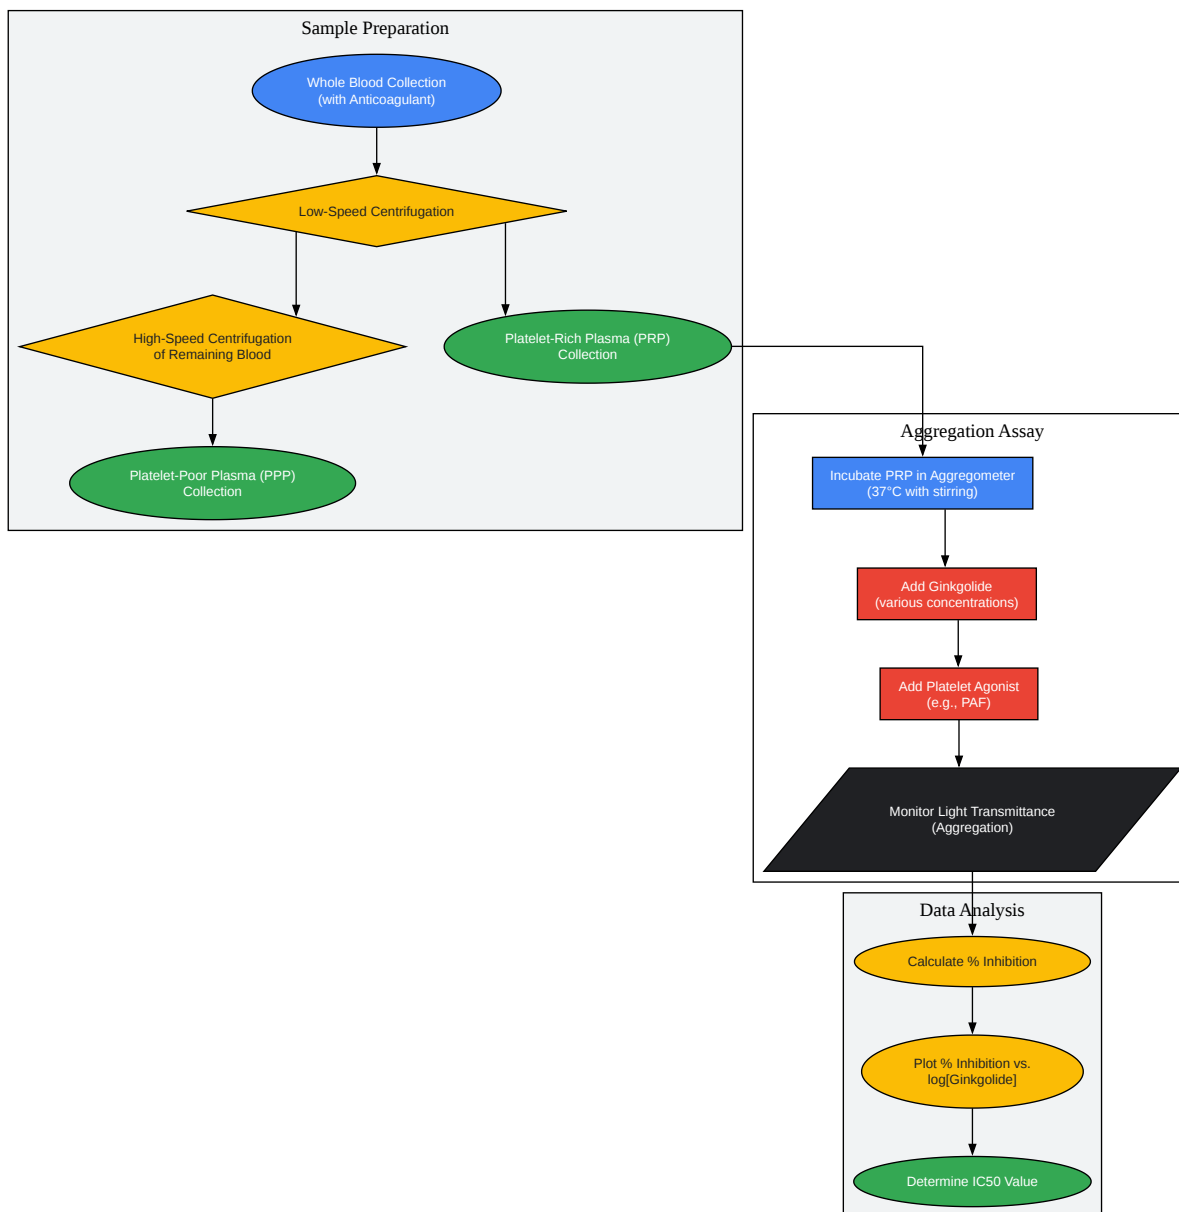 Sample Preparation
Whole Blood Collection
(with Anticoagulant)
Low-Speed Centrifugation
High-Speed Centrifugation
of Remaining Blood
Platelet-Rich Plasma (PRP)
Collection
Platelet-Poor Plasma (PPP)
Collection
Aggregation Assay
Incubate PRP in Aggregometer
(37°C with stirring)
Add Ginkgolide
(various concentrations)
Add Platelet Agonist
(e.g., PAF)
Monitor Light Transmittance
(Aggregation)
Data Analysis
Calculate % Inhibition
Plot % Inhibition vs.
log[Ginkgolide]
Determine IC50 Value